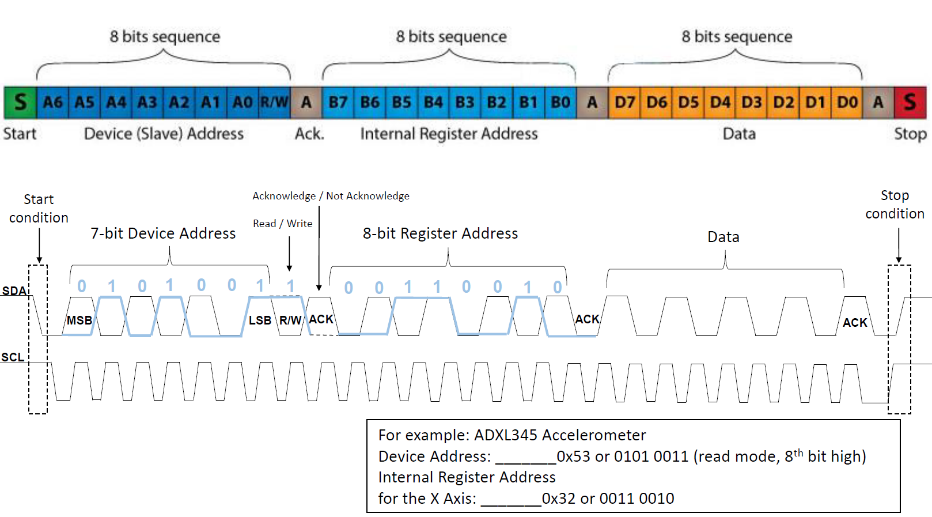 8 bits sequence 8 bits sequence 8 bits sequence
S A6 A5 A4 A3 A2 A1 A0 R/W A B7 B6 B5 B4 B3 B2 B1 B0 A D7 D6 D5 D4 D3 D2 D1 D0 A S
Start Device (Slave) Address Ack. Internal Register Address Data Stop
Start
condition
Acknowledge / Not Acknowledge
Read / Write
Stop
condition
7-bit Device Address 8-bit Register Address Data
0 1 0 1 0 0 1 1 0 0 1 1 0 0 1 0
SDA
MSB LSB R/W ACK ACK ACK
SCL
For example: ADXL345 Accelerometer
Device Address: _______0x53 or 0101 0011 (read mode, 8th bit high)
Internal Register Address
for the X Axis: _______0x32 or 0011 0010